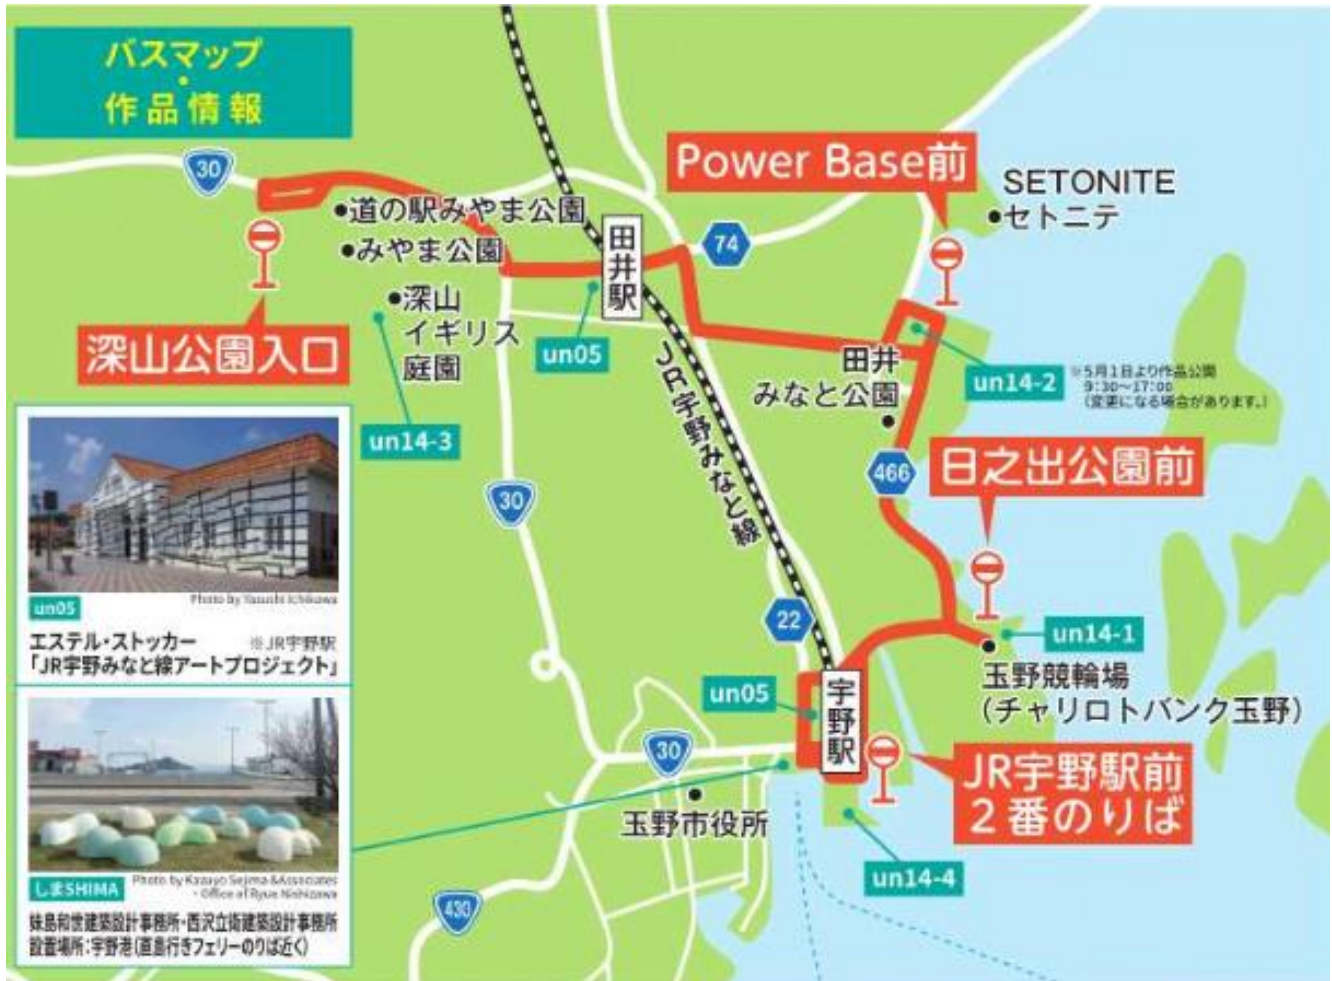 バスマップ
・
作品情報
30
Power Base前
SETONITE
セトニテ
道の駅みやま公園
みやま公園
田井駅
74
深山公園入口
深山
イギリス
庭園
un05
un14-3
JR宇野みなと線
田井
みなと公園
un14-2
※5月1日より作品公開
9:30～17:00
(変更になる場合があります。)
466
日之出公園前
30
22
un14-1
玉野競輪場
(チャリロトバンク玉野)
un05
宇野駅
30
JR宇野駅前
2番のりば
玉野市役所
un14-4
430
un05
Photo by Yasushi Ichikawa
エステル・ストッカー
※JR宇野駅
「JR宇野みなと線アートプロジェクト」
しまSHIMA
Photo by Kazuyo Sejima &Associates
・Office of Ryue Nishizawa
妹島和世建築設計事務所・西沢立衛建築設計事務所
設置場所：宇野港(直島行きフェリーのりば近く)